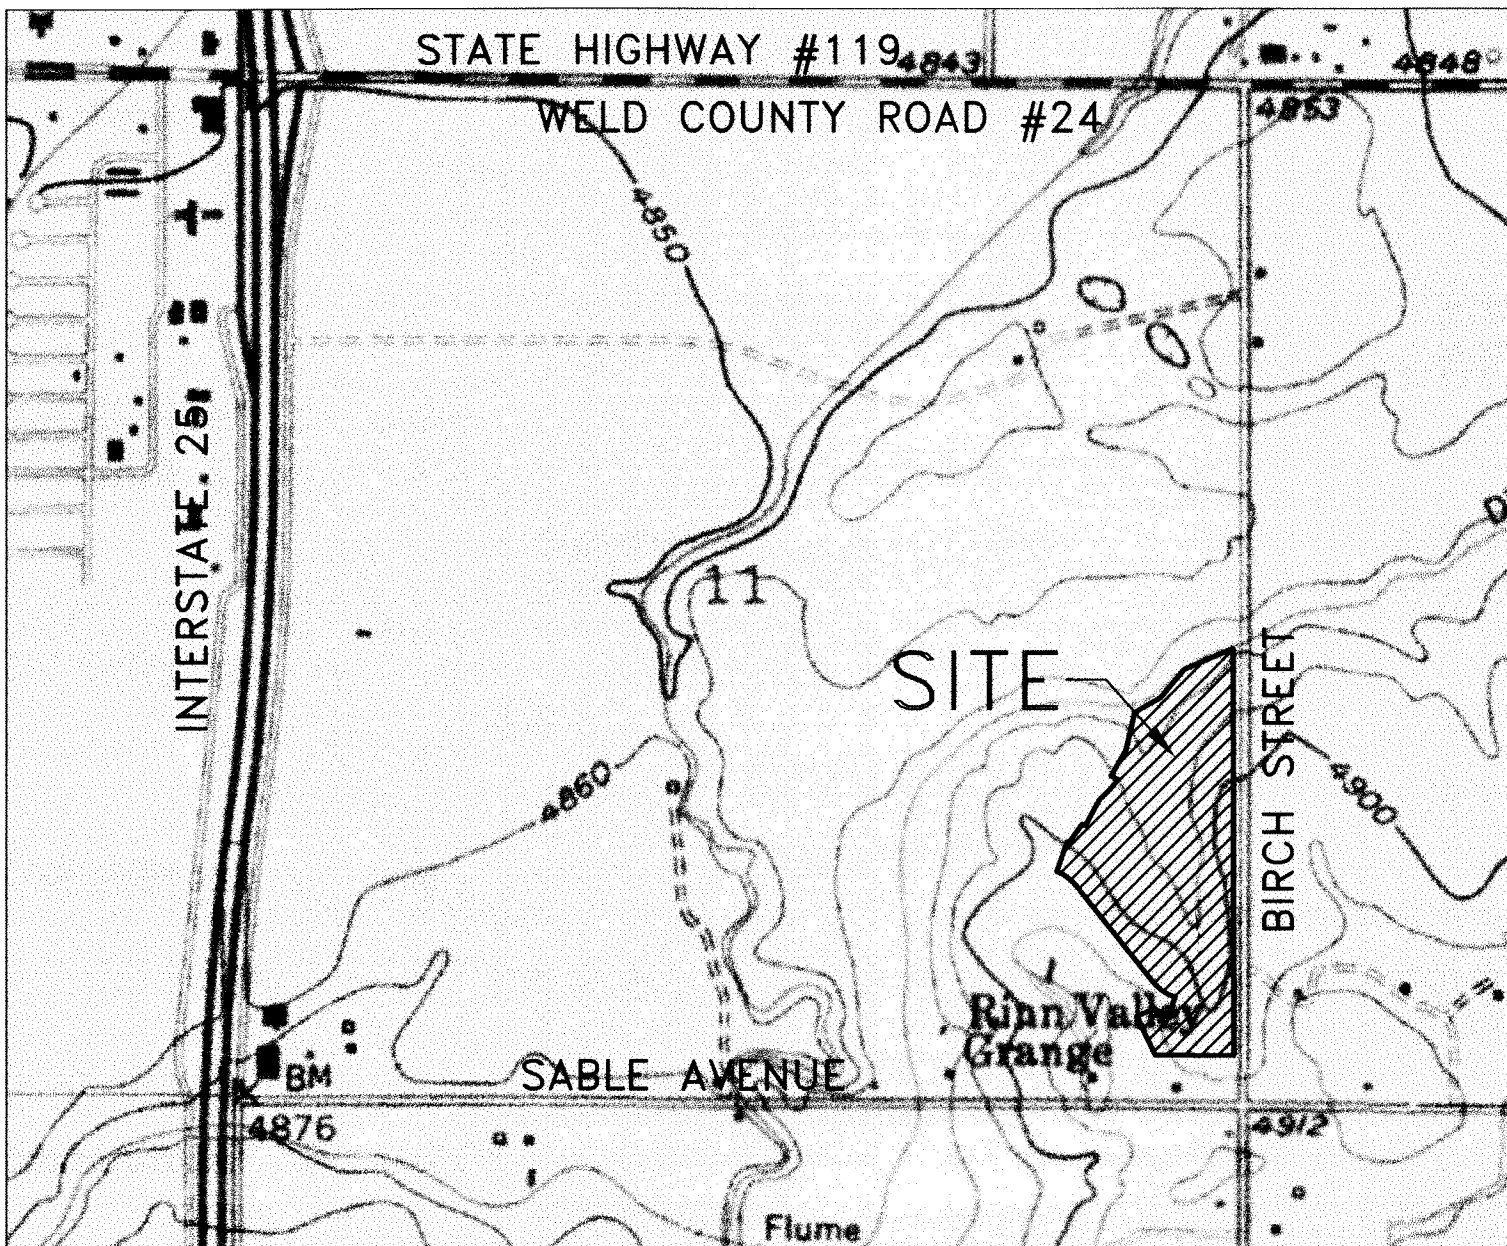 STATE HIGHWAY #119
4843
4848
WELD COUNTY ROAD #24
4853
4850
INTERSTATE 25
11
SITE
BIRCH STREET
4860
4900
Rinn Valley
Grange
SABLE AVENUE
BM
4876
4912
Flume